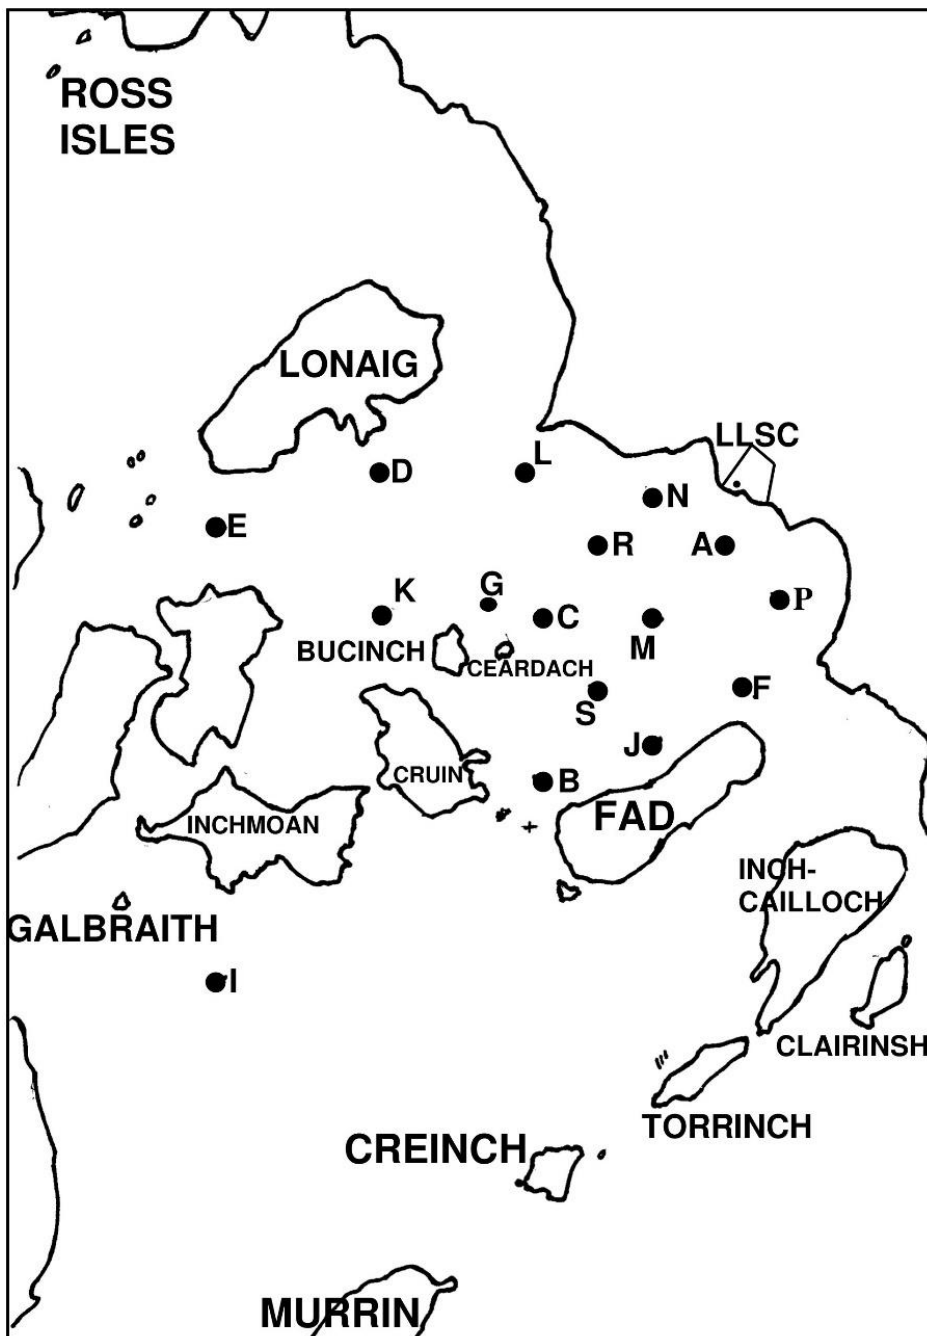 ROSS
ISLES
LONAIG
LLSC
L
D
N
E
R
A
G
K
C
P
M
BUCINCH
CEARDACH
F
S
J
CRUIN
B
FAD
INCHMOAN
INCH-
CAILLOCH
GALBRAITH
I
CLAIRINSH
TORRINCH
CREINCH
MURRIN